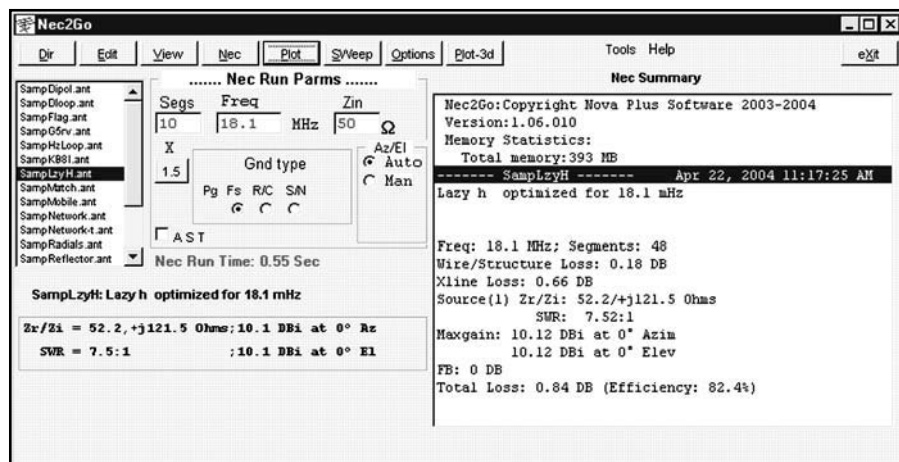 Nec2Go
Dir Edit View Nec Plot SWeep Options Plot-3d Tools Help eXit
SampDipol.ant
SampDloop.ant
SampFlag.ant
SampG5rv.ant
SampHzLoop.ant
SampKB8I.ant
SampLzyH.ant
SampMatch.ant
SampMobile.ant
SampNetwork.ant
SampNetwork-t.ant
SampRadials.ant
SampReflector.ant
....... Nec Run Parms .......
Segs Freq Zin
10 18.1 MHz 50 Ω
X
1.5
Gnd type
Pg Fs R/C S/N
Az/El
Auto
Man
AST
Nec Run Time: 0.55 Sec
SampLzyH: Lazy h optimized for 18.1 mHz
Zr/Zi = 52.2,+j121.5 Ohms;10.1 DBi at 0° Az
SWR = 7.5:1 ;10.1 DBi at 0° El
Nec Summary
Nec2Go:Copyright Nova Plus Software 2003-2004
Version:1.06.010
Memory Statistics:
Total memory:393 MB
------- SampLzyH ------- Apr 22, 2004 11:17:25 AM
Lazy h optimized for 18.1 mHz
Freq: 18.1 MHz; Segments: 48
Wire/Structure Loss: 0.18 DB
Xline Loss: 0.66 DB
Source(1) Zr/Zi: 52.2/+j121.5 Ohms
SWR: 7.52:1
Maxgain: 10.12 DBi at 0° Azim
10.12 DBi at 0° Elev
FB: 0 DB
Total Loss: 0.84 DB (Efficiency: 82.4%)